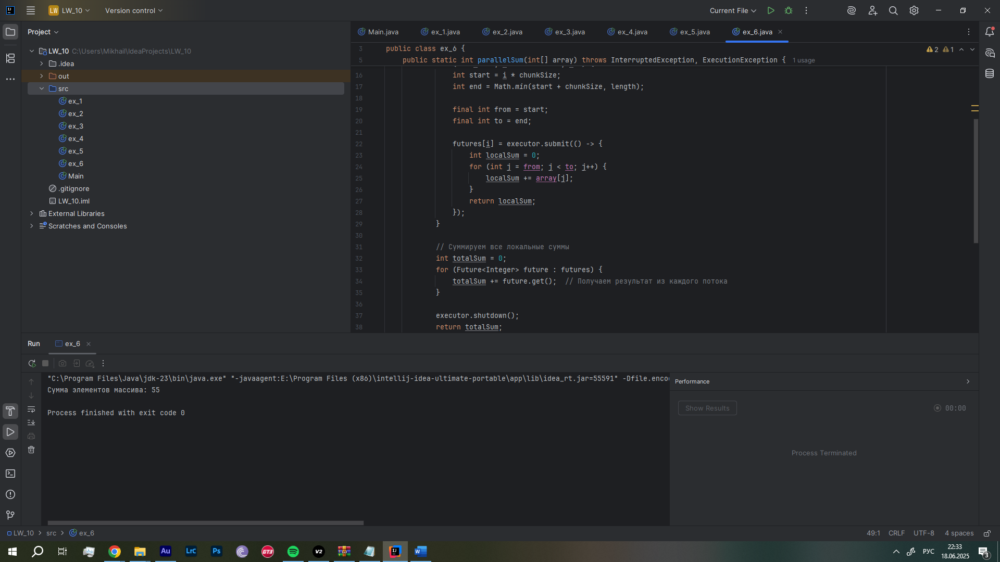 LW LW_10 Version control Current File
Project
LW_10 C:\Users\Mikhail\IdeaProjects\LW_10
.idea
out
src
ex_1
ex_2
ex_3
ex_4
ex_5
ex_6
Main
.gitignore
LW_10.iml
External Libraries
Scratches and Consoles
Main.java ex_1.java ex_2.java ex_3.java ex_4.java ex_5.java ex_6.java
3 public class ex_6 {
2 1
5 public static int parallelSum(int[] array) throws InterruptedException, ExecutionException { 1 usage
16 int start = i * chunkSize;
17 int end = Math.min(start + chunkSize, length);
18
19 final int from = start;
20 final int to = end;
21
22 futures[i] = executor.submit(() -> {
23 int localSum = 0;
24 for (int j = from; j < to; j++) {
25 localSum += array[j];
26 }
27 return localSum;
28 });
29 }
30
31 // Суммируем все локальные суммы
32 int totalSum = 0;
33 for (Future<Integer> future : futures) {
34 totalSum += future.get(); // Получаем результат из каждого потока
35 }
36
37 executor.shutdown();
38 return totalSum;
Run ex_6
"C:\Program Files\Java\jdk-23\bin\java.exe" "-javaagent:E:\Program Files (x86)\intellij-idea-ultimate-portable\app\lib\idea_rt.jar=55591" -Dfile.enco
Сумма элементов массива: 55
Process finished with exit code 0
Performance
Show Results 00:00
Process Terminated
LW_10 src ex_6 49:1 CRLF UTF-8 4 spaces
Au LrC Ps GT3 V2 IJ W РУС 22:33
18.06.2025 3